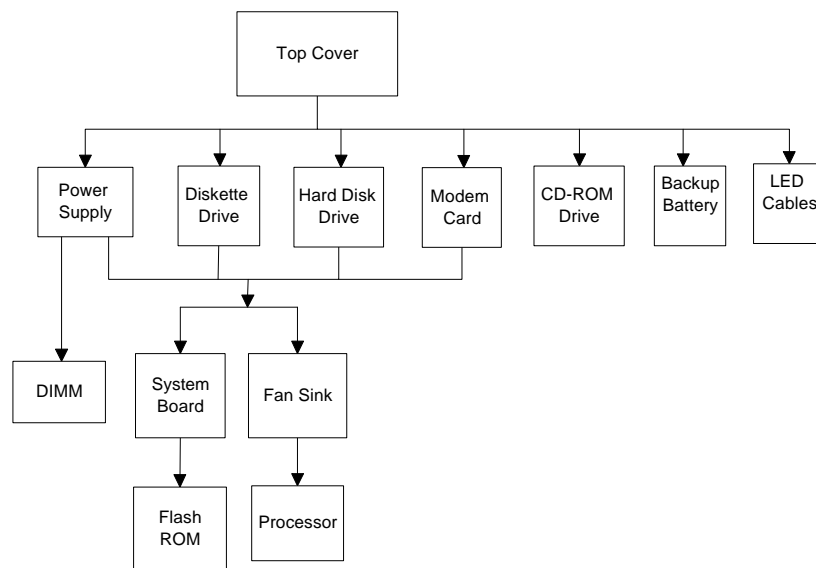 Top Cover
Power
Supply
Diskette
Drive
Hard Disk
Drive
Modem
Card
CD-ROM
Drive
Backup
Battery
LED
Cables
DIMM
System
Board
Fan Sink
Flash
ROM
Processor